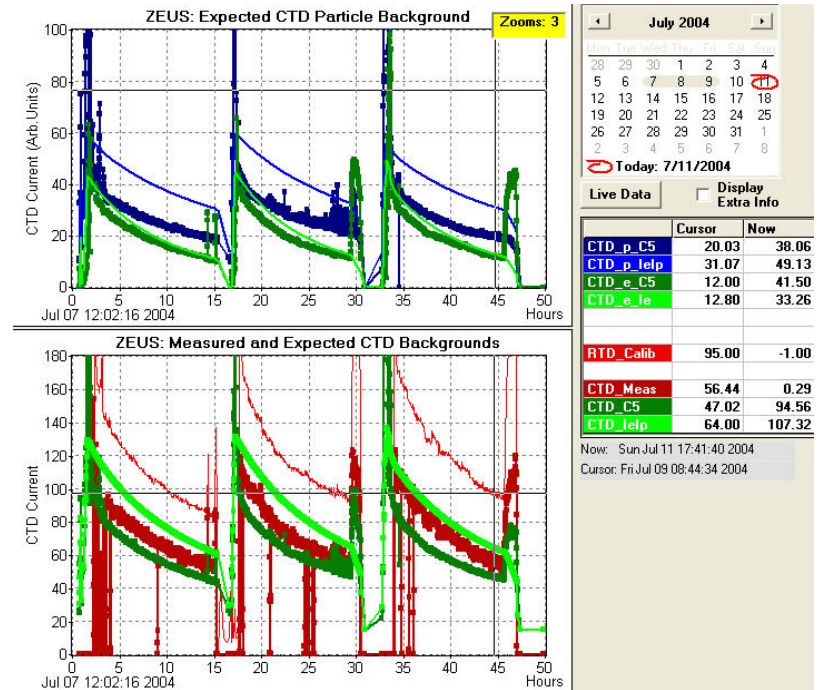 ZEUS: Expected CTD Particle Background
Zooms: 3
CTD Current (Arb.Units)
100
80
60
40
20
0
0 5 10 15 20 25 30 35 40 45 50
Jul 07 12:02:16 2004
Hours
ZEUS: Measured and Expected CTD Backgrounds
CTD Current
180
160
140
120
100
80
60
40
20
0
0 5 10 15 20 25 30 35 40 45 50
Jul 07 12:02:16 2004
Hours
July 2004
Mon Tue Wed Thu Fri Sat Sun
28 29 30 1 2 3 4
5 6 7 8 9 10 11
12 13 14 15 16 17 18
19 20 21 22 23 24 25
26 27 28 29 30 31 1
2 3 4 5 6 7 8
Today: 7/11/2004
Live Data
Display
Extra Info
Cursor Now
CTD_p_C5 20.03 38.06
CTD_p_Ielp 31.07 49.13
CTD_e_C5 12.00 41.50
CTD_e_Ie 12.80 33.26
RTD_Calib 95.00 -1.00
CTD_Meas 56.44 0.29
CTD_C5 47.02 94.56
CTD_Ielp 64.00 107.32
Now: Sun Jul 11 17:41:40 2004
Cursor: Fri Jul 09 08:44:34 2004